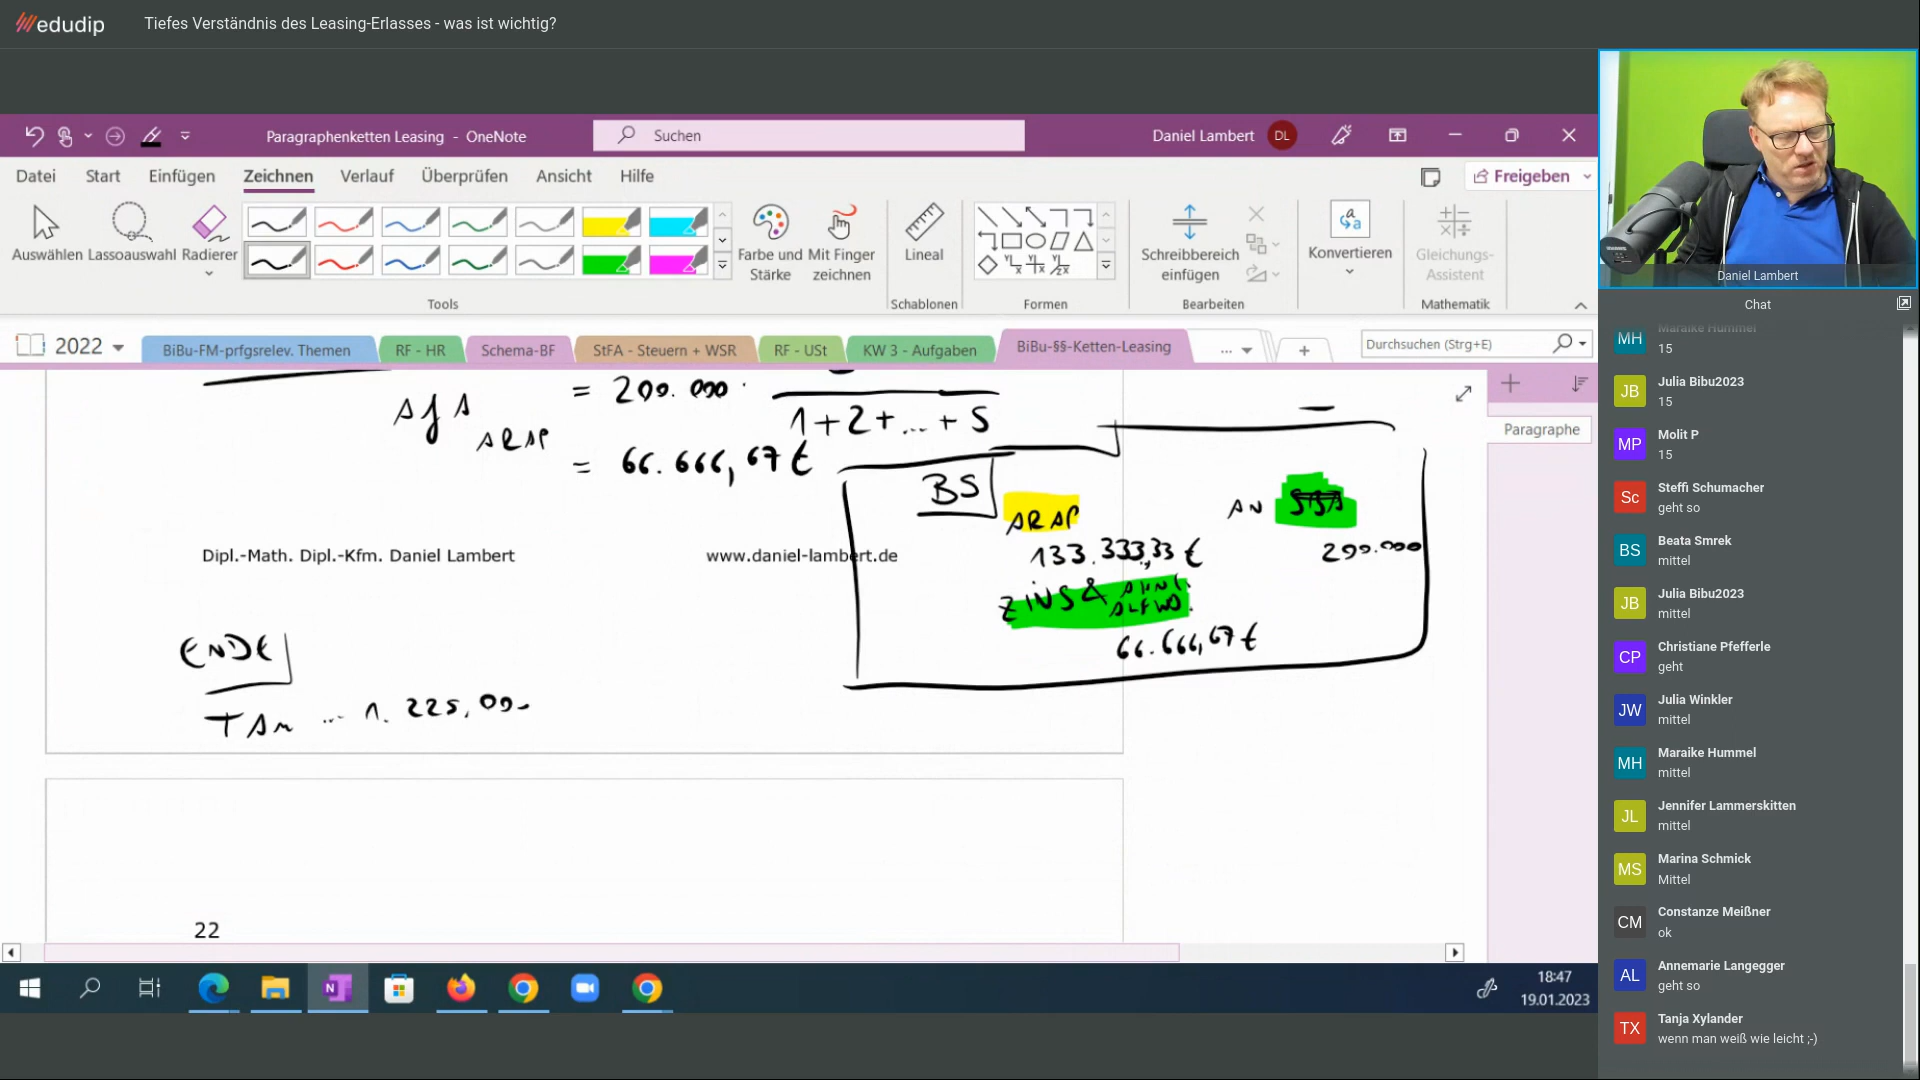 edudip
Tiefes Verständnis des Leasing-Erlasses - was ist wichtig?
Paragraphenketten Leasing - OneNote
Suchen
Daniel Lambert
DL
Datei Start Einfügen Zeichnen Verlauf Überprüfen Ansicht Hilfe
Freigeben
Auswählen
Lassoauswahl
Radierer
Farbe und Stärke
Mit Finger zeichnen
Lineal
Schreibbereich einfügen
Konvertieren
Gleichungs-Assistent
Tools
Schablonen
Formen
Bearbeiten
Mathematik
2022
BiBu-FM-prfgsrelev. Themen
RF - HR
Schema-BF
StFA - Steuern + WSR
RF - USt
KW 3 - Aufgaben
BiBu-§§-Ketten-Leasing
...
Durchsuchen (Strg+E)
Paragraphe
= 200.000 ·
1+2+...+5
AfA ARAP
= 66.666,67 €
BS
ARAP
133.333,33 €
AN
200.000
Dipl.-Math. Dipl.-Kfm. Daniel Lambert
www.daniel-lambert.de
66.666,67 €
ENDE
22
18:47
19.01.2023
Daniel Lambert
Chat
MH
Maraike Hummel
15
JB
Julia Bibu2023
15
MP
Molit P
15
Sc
Steffi Schumacher
geht so
BS
Beata Smrek
mittel
JB
Julia Bibu2023
mittel
CP
Christiane Pfefferle
geht
JW
Julia Winkler
mittel
MH
Maraike Hummel
mittel
JL
Jennifer Lammerskitten
mittel
MS
Marina Schmick
Mittel
CM
Constanze Meißner
ok
AL
Annemarie Langegger
geht so
TX
Tanja Xylander
wenn man weiß wie leicht ;-)